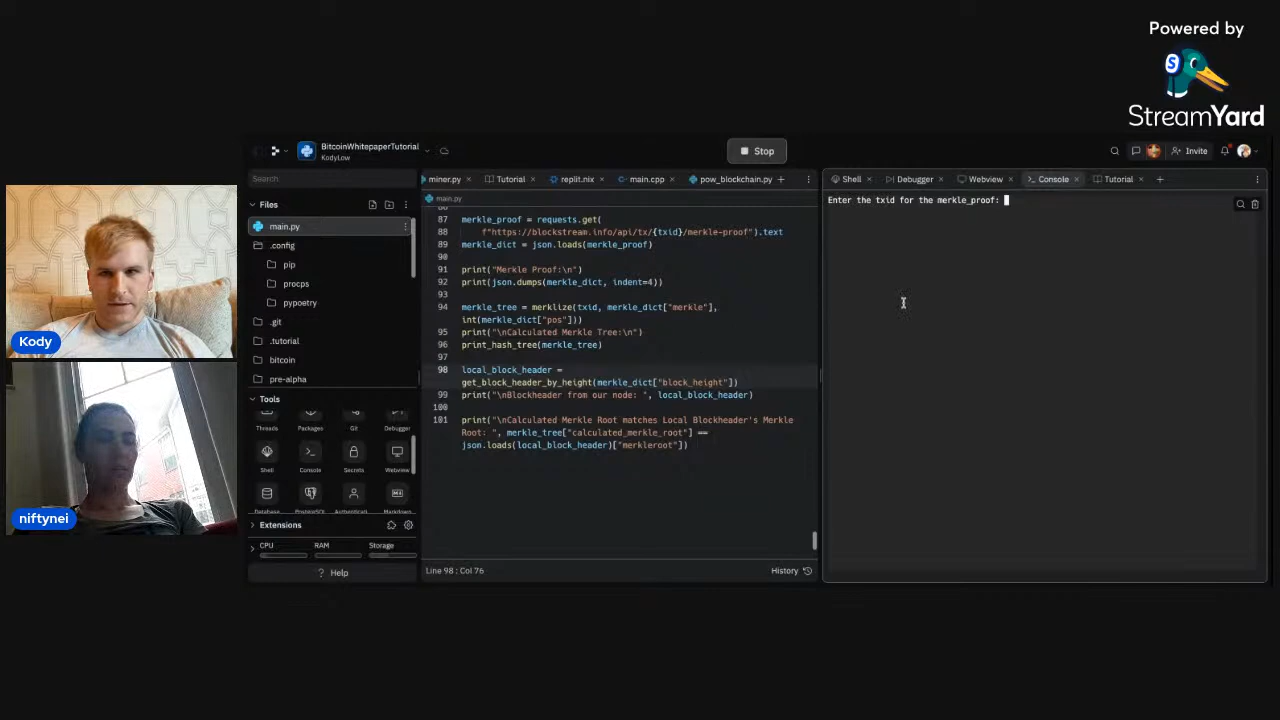 Powered by
S
StreamYard
BitcoinWhitepaperTutorial
KodyLow
Stop
Invite
Search
miner.py
Tutorial
replit.nix
main.cpp
pow_blockchain.py
Shell
Debugger
Webview
Console
Tutorial
main.py
Files
main.py
.config
pip
procps
pypoetry
.git
.tutorial
bitcoin
pre-alpha
Tools
Threads
Packages
Git
Debugger
Shell
Console
Secrets
Webview
Database
PostgreSQL
Authenticati
Markdown
Extensions
CPU
RAM
Storage
Help
87 merkle_proof = requests.get(
88 f"https://blockstream.info/api/tx/{txid}/merkle-proof").text
89 merkle_dict = json.loads(merkle_proof)
90
91 print("Merkle Proof:\n")
92 print(json.dumps(merkle_dict, indent=4))
93
94 merkle_tree = merklize(txid, merkle_dict["merkle"],
int(merkle_dict["pos"]))
95 print("\nCalculated Merkle Tree:\n")
96 print_hash_tree(merkle_tree)
97
98 local_block_header =
get_block_header_by_height(merkle_dict["block_height"])
99 print("\nBlockheader from our node: ", local_block_header)
100
101 print("\nCalculated Merkle Root matches Local Blockheader's Merkle
Root: ", merkle_tree["calculated_merkle_root"] ==
json.loads(local_block_header)["merkleroot"])
Line 98 : Col 76
History
Enter the txid for the merkle_proof:
Kody
niftynei